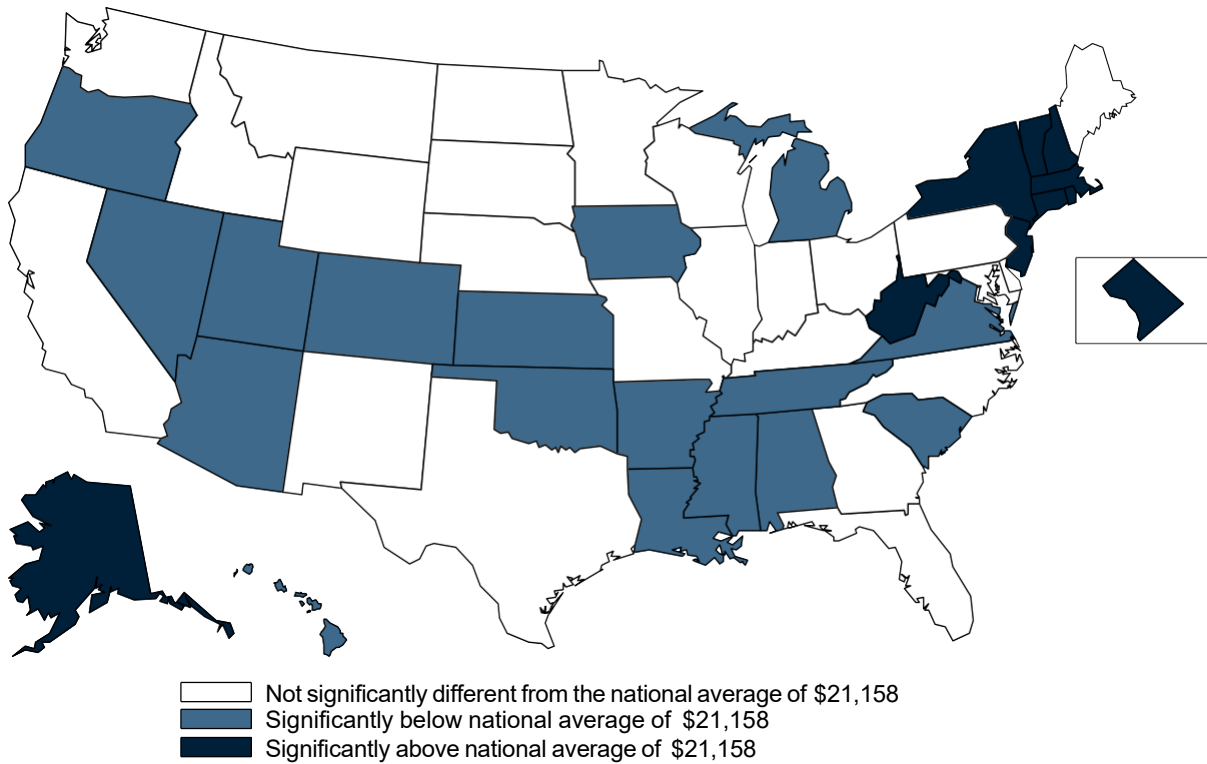 Not significantly different from the national average of $21,158
Significantly below national average of $21,158
Significantly above national average of $21,158